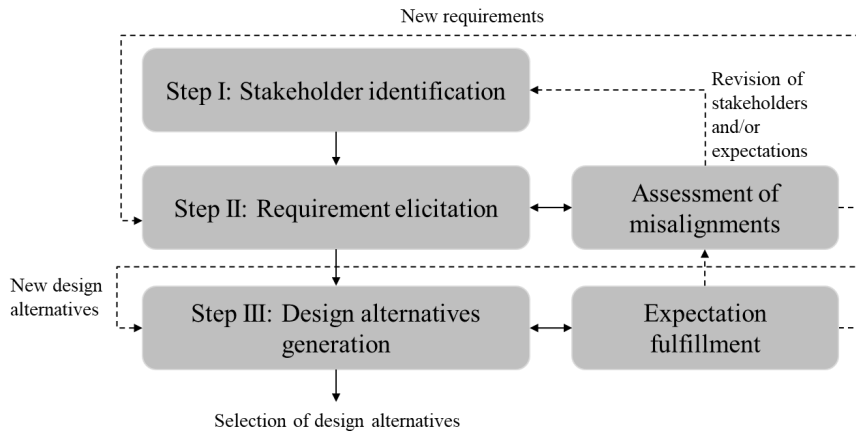 New requirements
Step I: Stakeholder identification
Revision of
stakeholders
and/or
expectations
Step II: Requirement elicitation
Assessment of
misalignments
New design
alternatives
Step III: Design alternatives
generation
Expectation
fulfillment
Selection of design alternatives